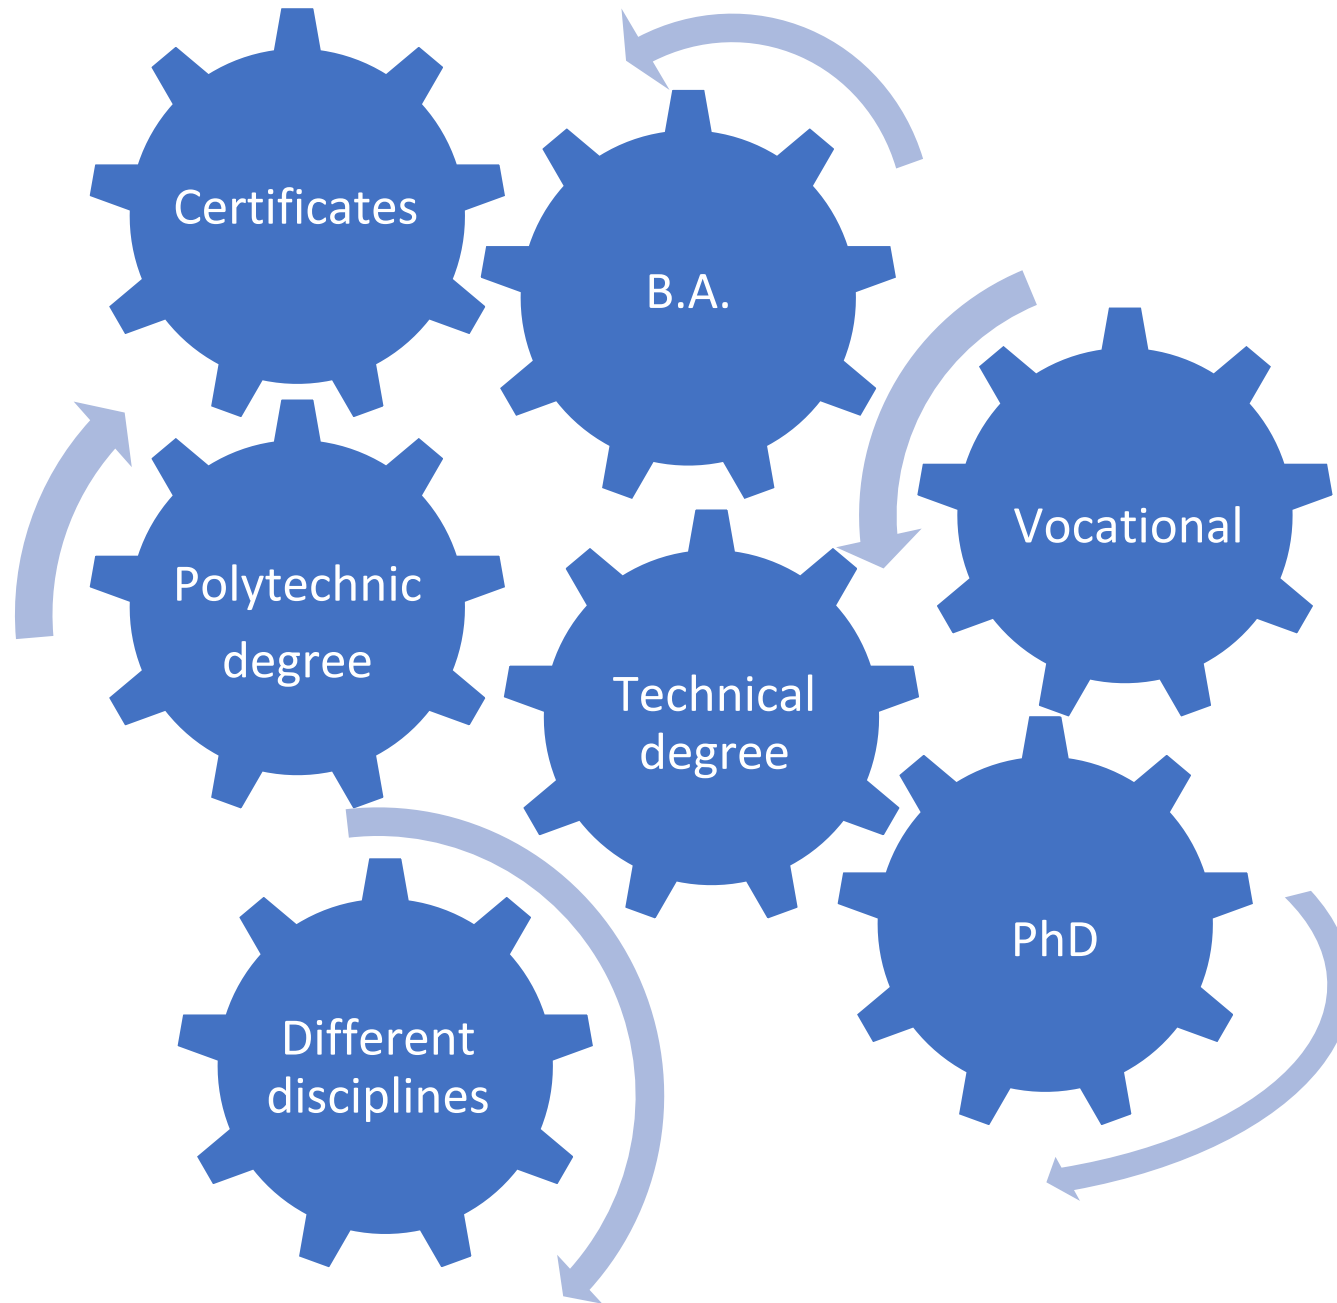 Certificates
B.A.
Vocational
Polytechnic
degree
Technical
degree
PhD
Different
disciplines